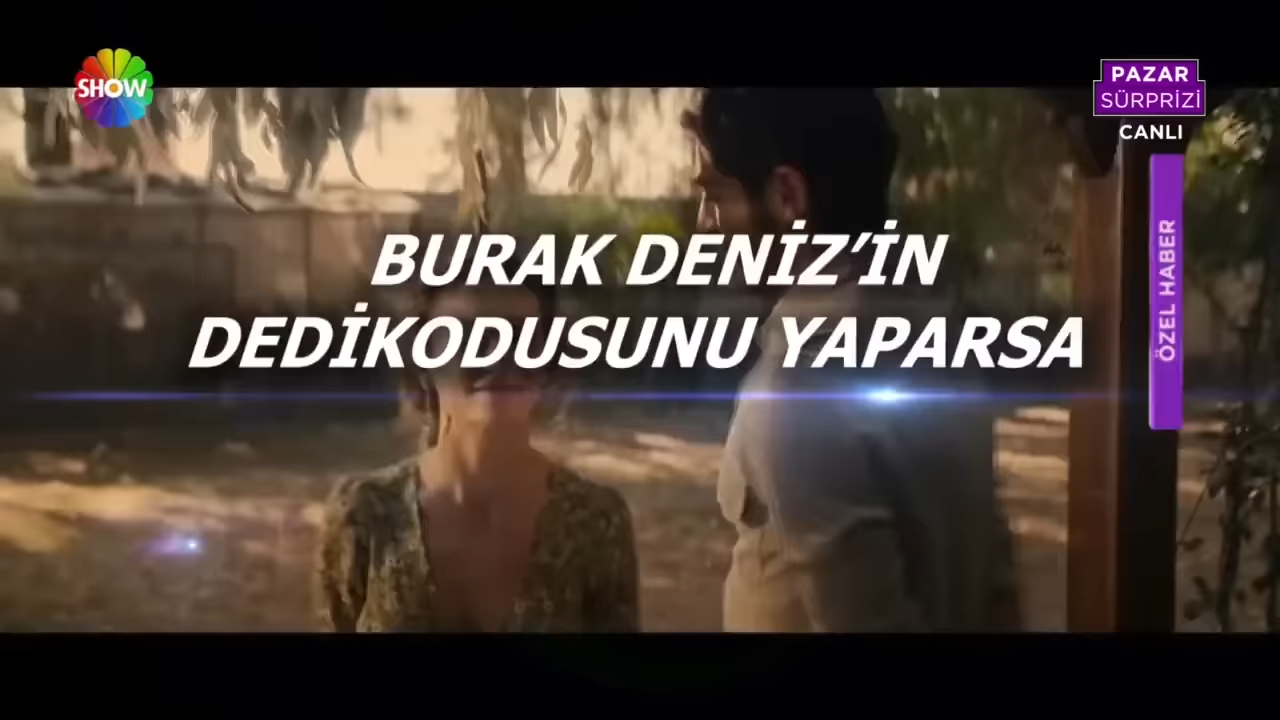 SHOW
PAZAR
SÜRPRİZİ
CANLI
BURAK DENİZ’İN
DEDİKODUSUNU YAPARSA
ÖZEL HABER